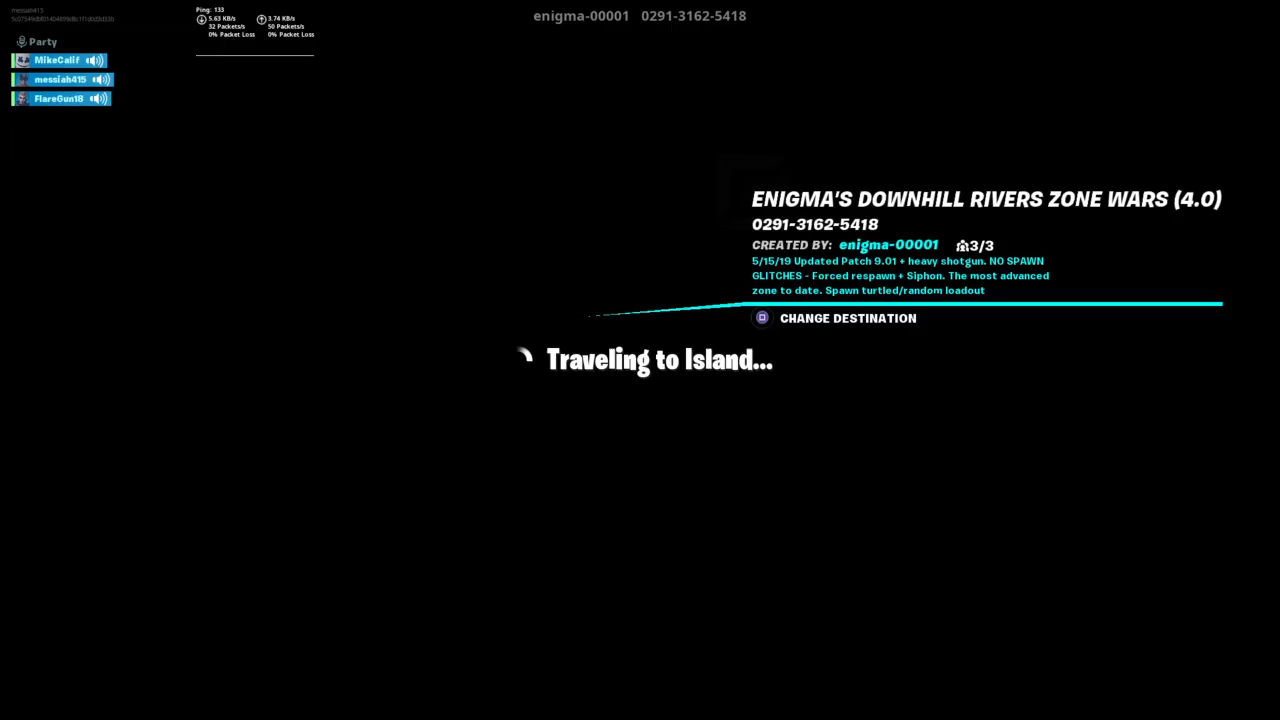 messiah415
Ping: 133
5.63 KB/s 3.74 KB/s
32 Packets/s 50 Packets/s
0% Packet Loss 0% Packet Loss
enigma-00001 0291-3162-5418
Party
MikeCalif
messiah415
FlareGun18
ENIGMA'S DOWNHILL RIVERS ZONE WARS (4.0)
0291-3162-5418
CREATED BY: enigma-00001 3/3
5/15/19 Updated Patch 9.01 + heavy shotgun. NO SPAWN
GLITCHES - Forced respawn + Siphon. The most advanced
zone to date. Spawn turtled/random loadout
CHANGE DESTINATION
Traveling to Island...